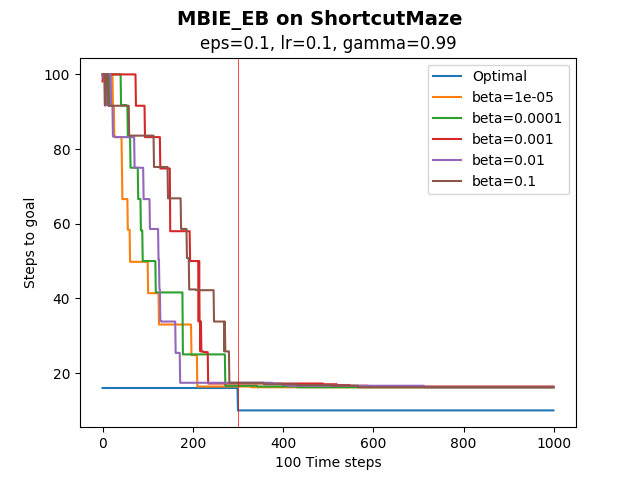 MBIE_EB on ShortcutMaze
eps=0.1, lr=0.1, gamma=0.99
Steps to goal
100
80
60
40
20
Optimal
beta=1e-05
beta=0.0001
beta=0.001
beta=0.01
beta=0.1
0
200
400
600
800
1000
100 Time steps